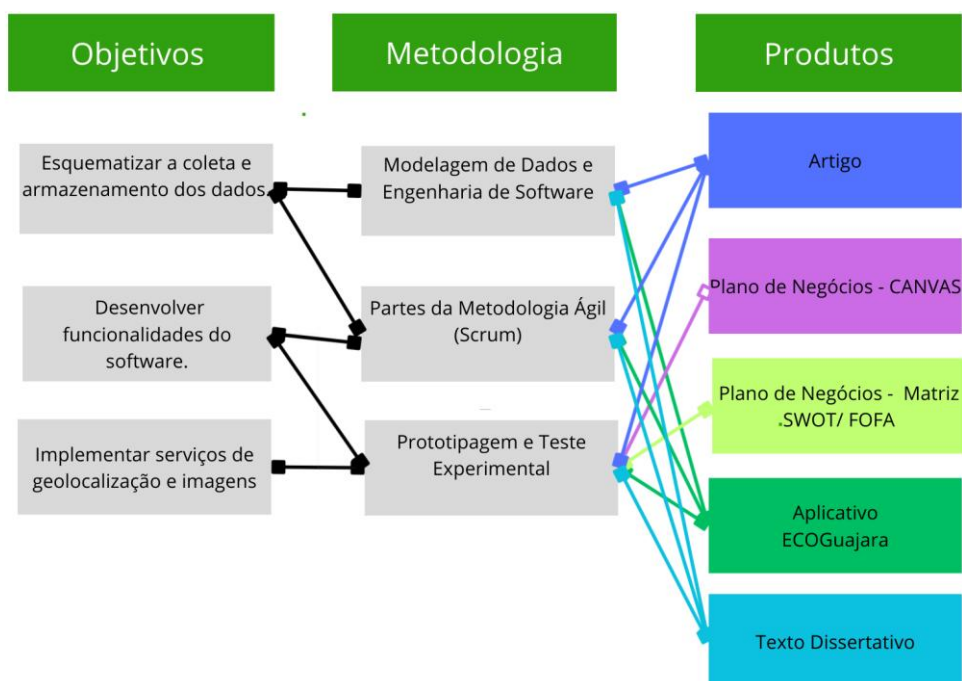 Objetivos
Metodologia
Produtos
Esquematizar a coleta e
armazenamento dos dados.
Desenvolver
funcionalidades do
software.
Implementar serviços de
geolocalização e imagens
Modelagem de Dados e
Engenharia de Software
Partes da Metodologia Ágil
(Scrum)
Prototipagem e Teste
Experimental
Artigo
Plano de Negócios - CANVAS
Plano de Negócios - Matriz
SWOT/ FOFA
Aplicativo
ECOGuajara
Texto Dissertativo